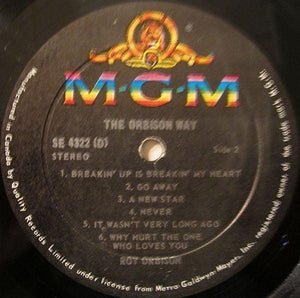 M·G·M
THE ORBISON WAY
SE 4322 (D)
STEREO
Side 2
1. BREAKIN' UP IS BREAKIN' MY HEART
2. GO AWAY
3. A NEW STAR
4. NEVER
5. IT WASN'T VERY LONG AGO
6. WHY HURT THE ONE
WHO LOVES YOU
ROY ORBISON
Manufactured in Canada by Quality Records Limited under license from Metro-Goldwyn-Mayer, Inc.